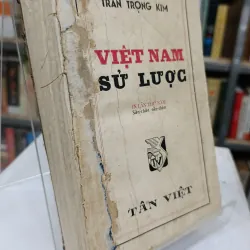 TRẦN TRỌNG KIM
VIỆT NAM
SỬ LƯỢC
TÂN VIỆT